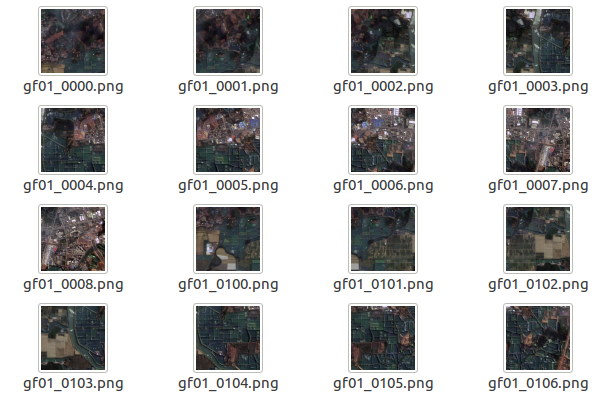 gf01_0000.png gf01_0001.png gf01_0002.png gf01_0003.png
gf01_0004.png gf01_0005.png gf01_0006.png gf01_0007.png
gf01_0008.png gf01_0100.png gf01_0101.png gf01_0102.png
gf01_0103.png gf01_0104.png gf01_0105.png gf01_0106.png